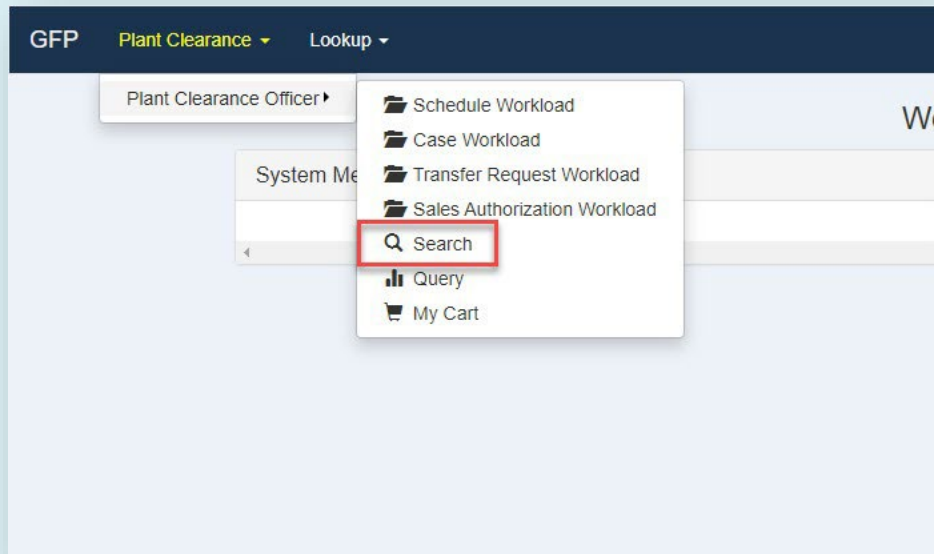 GFP Plant Clearance Lookup
Plant Clearance Officer
Schedule Workload
Case Workload
Transfer Request Workload
Sales Authorization Workload
Search
Query
My Cart
System Me